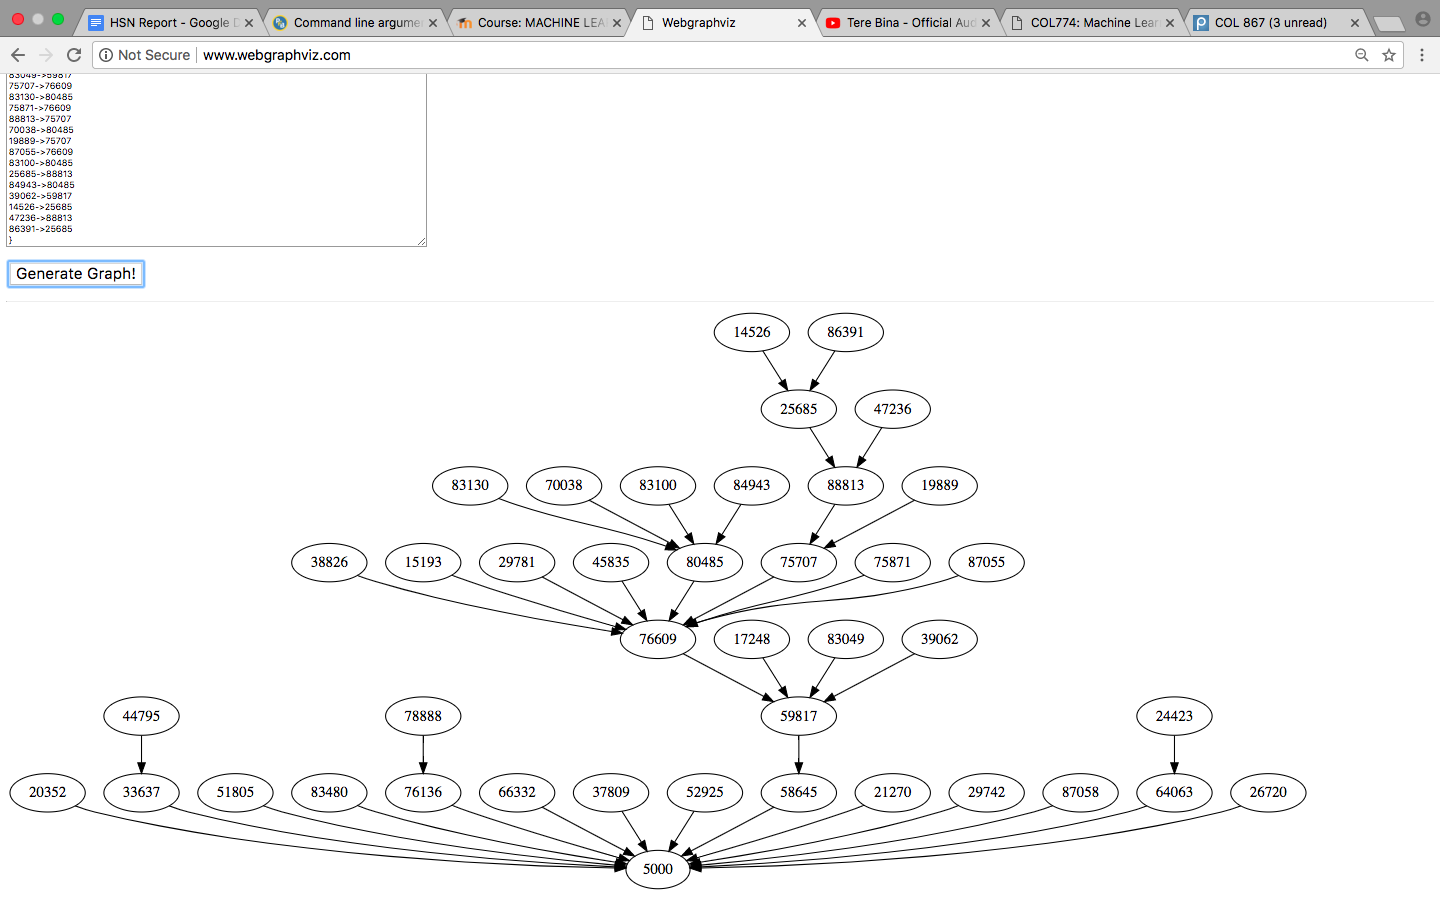 HSN Report - Google D
Command line argume
Course: MACHINE LEA
Webgraphviz
Tere Bina - Official Aud
COL774: Machine Lear
COL 867 (3 unread)
Not Secure
www.webgraphviz.com
83049->59817
75707->76609
83130->80485
75871->76609
88813->75707
70038->80485
19889->75707
87055->76609
83100->80485
25685->88813
84943->80485
39062->59817
14526->25685
47236->88813
86391->25685
}
Generate Graph!
14526 86391
25685 47236
83130 70038 83100 84943 88813 19889
38826 15193 29781 45835 80485 75707 75871 87055
76609 17248 83049 39062
44795 78888 59817 24423
20352 33637 51805 83480 76136 66332 37809 52925 58645 21270 29742 87058 64063 26720
5000